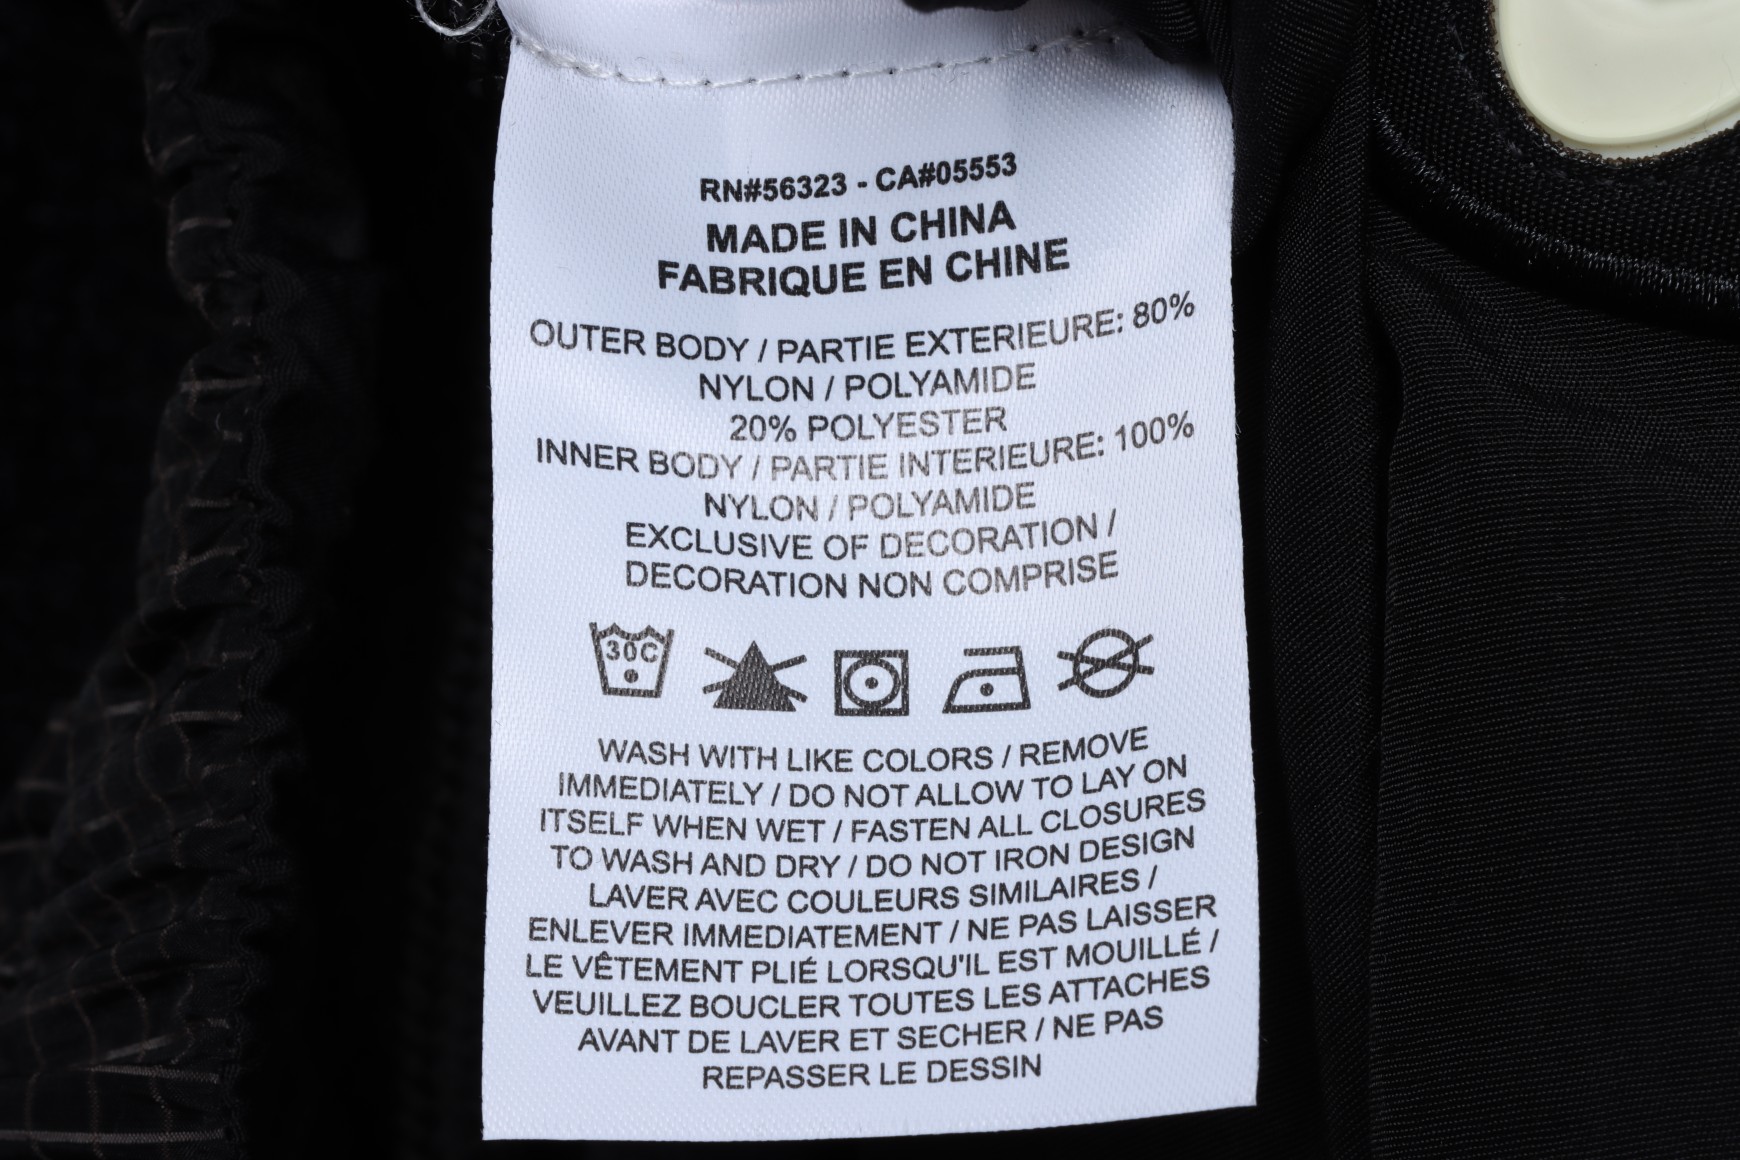 RN#56323 - CA#05553
MADE IN CHINA
FABRIQUE EN CHINE
OUTER BODY / PARTIE EXTERIEURE: 80%
NYLON / POLYAMIDE
20% POLYESTER
INNER BODY / PARTIE INTERIEURE: 100%
NYLON / POLYAMIDE
EXCLUSIVE OF DECORATION /
DECORATION NON COMPRISE
30C
WASH WITH LIKE COLORS / REMOVE
IMMEDIATELY / DO NOT ALLOW TO LAY ON
ITSELF WHEN WET / FASTEN ALL CLOSURES
TO WASH AND DRY / DO NOT IRON DESIGN
LAVER AVEC COULEURS SIMILAIRES /
ENLEVER IMMEDIATEMENT / NE PAS LAISSER
LE VÊTEMENT PLIÉ LORSQU'IL EST MOUILLÉ /
VEUILLEZ BOUCLER TOUTES LES ATTACHES
AVANT DE LAVER ET SECHER / NE PAS
REPASSER LE DESSIN